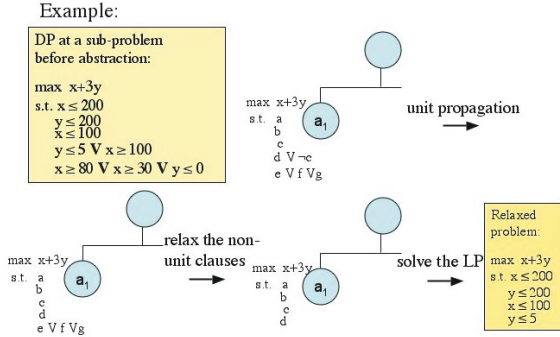 Example:
DP at a sub-problem
before abstraction:
max x+3y
s.t. x ≤ 200
y ≤ 200
x ≤ 100
y ≤ 5 V x ≥ 100
x ≥ 80 V x ≥ 30 V y ≤ 0
max x+3y
s.t. a
b
c
d V ¬c
e V f Vg
a1
unit propagation
max x+3y
s.t. a
b
c
d
e V f Vg
a1
relax the non-
unit clauses
max x+3y
s.t. a
b
c
d
a1
solve the LP
Relaxed
problem:
max x+3y
s.t. x ≤ 200
y ≤ 200
x ≤ 100
y ≤ 5